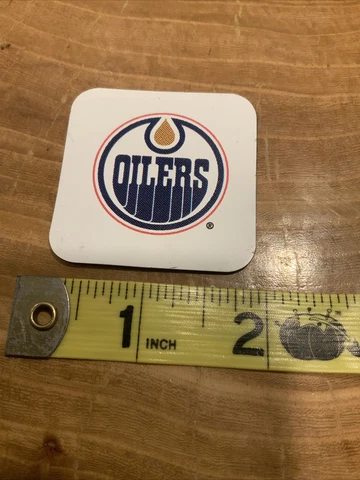 OILERS
®
1 INCH 2